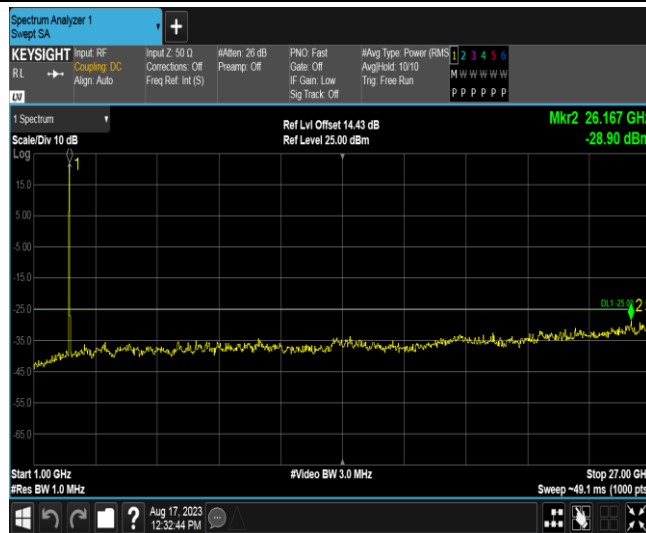 Spectrum Analyzer 1
Swept SA
+
KEYSIGHT
RL
LXI
Input: RF
Coupling: DC
Align: Auto
Input Z: 50 Ω
Corrections: Off
Freq Ref: Int (S)
#Atten: 26 dB
Preamp: Off
PNO: Fast
Gate: Off
IF Gain: Low
Sig Track: Off
#Avg Type: Power (RMS
Avg|Hold: 10/10
Trig: Free Run
1 2 3 4 5 6
M W W W W W
P P P P P P
1 Spectrum
Scale/Div 10 dB
Log
Ref Lvl Offset 14.43 dB
Ref Level 25.00 dBm
Mkr2 26.167 GHz
-28.90 dBm
1
15.0
5.00
-5.00
-15.0
-25.0
DL1 -25.00
2
-35.0
-45.0
-55.0
-65.0
Start 1.00 GHz
#Video BW 3.0 MHz
Stop 27.00 GH
#Res BW 1.0 MHz
Sweep ~49.1 ms (1000 pts
?
Aug 17, 2023
12:32:44 PM